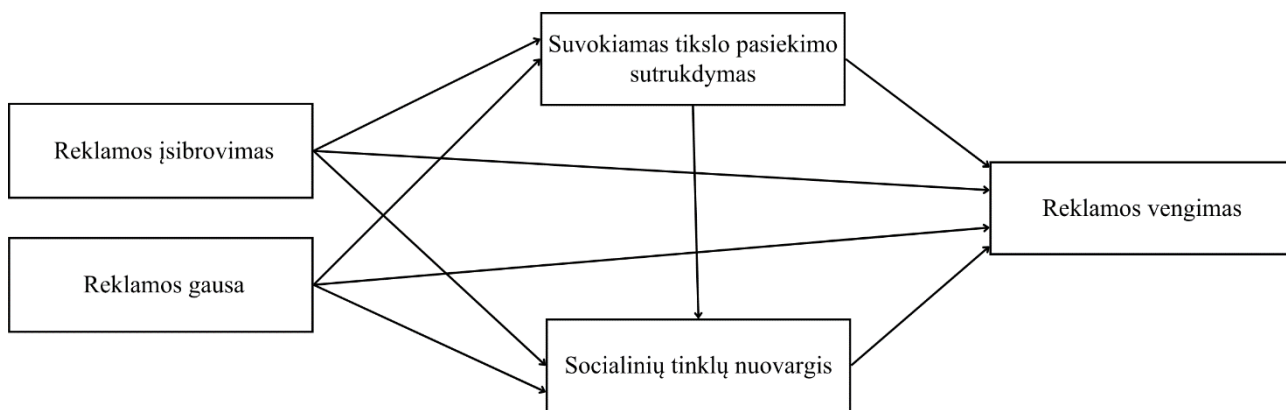 Suvokiamas tikslo pasiekimo
sutrukdymas
Reklamos įsibrovimas
Reklamos vengimas
Reklamos gausa
Socialinių tinklų nuovargis